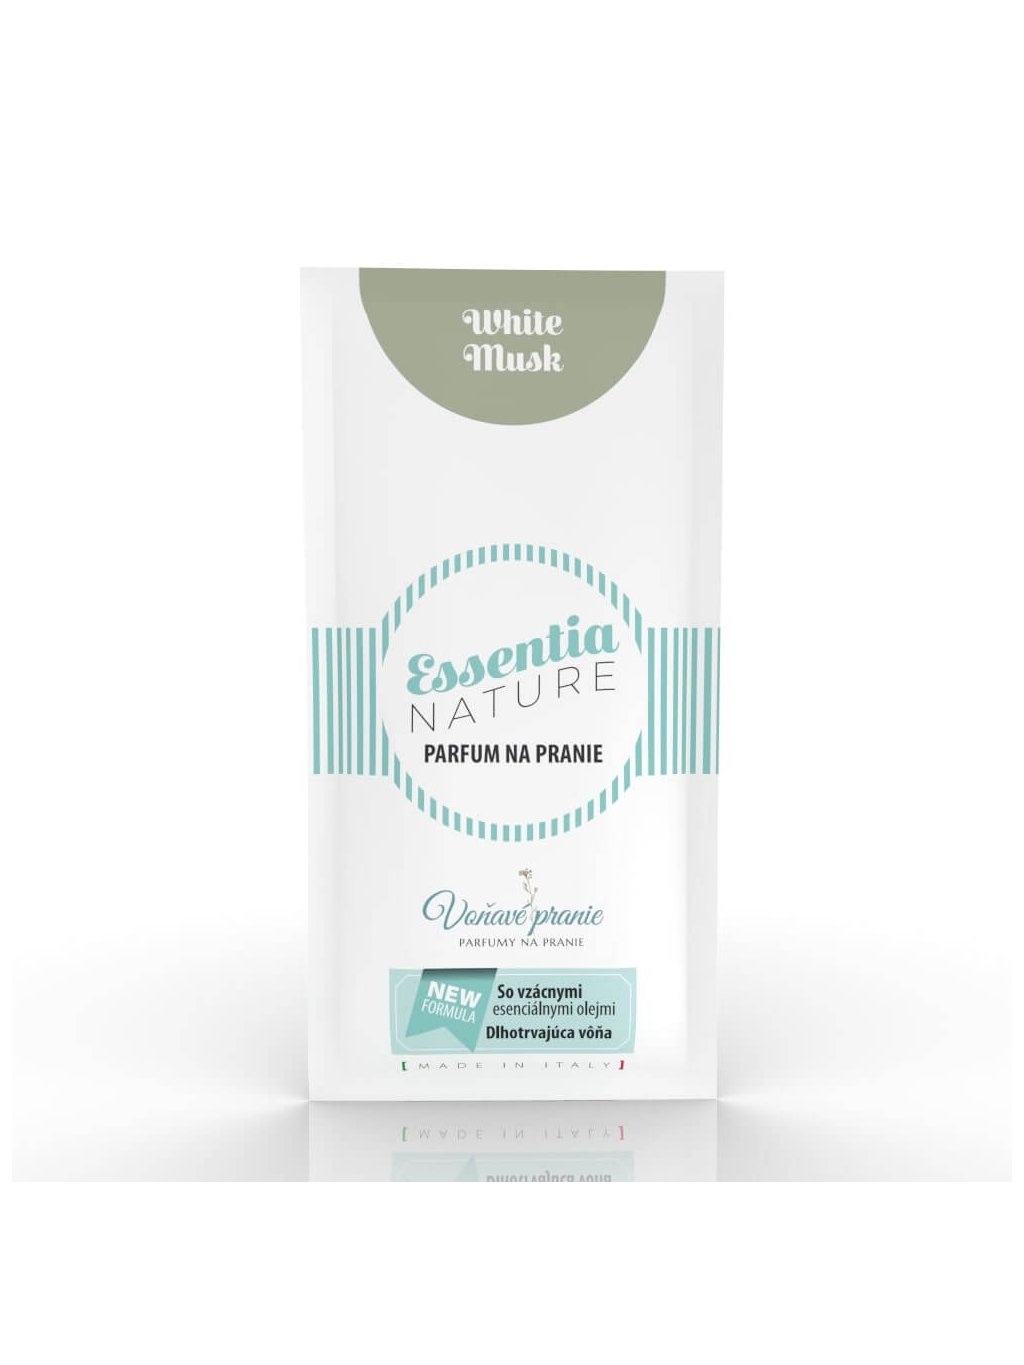 White
Musk
Essentia
NATURE
PARFUM NA PRANIE
Voňavé pranie
PARFUMY NA PRANIE
NEW
FORMULA
So vzácnymi
esenciálnymi olejmi
Dlhotrvajúca vôňa
[ MADE IN ITALY ]